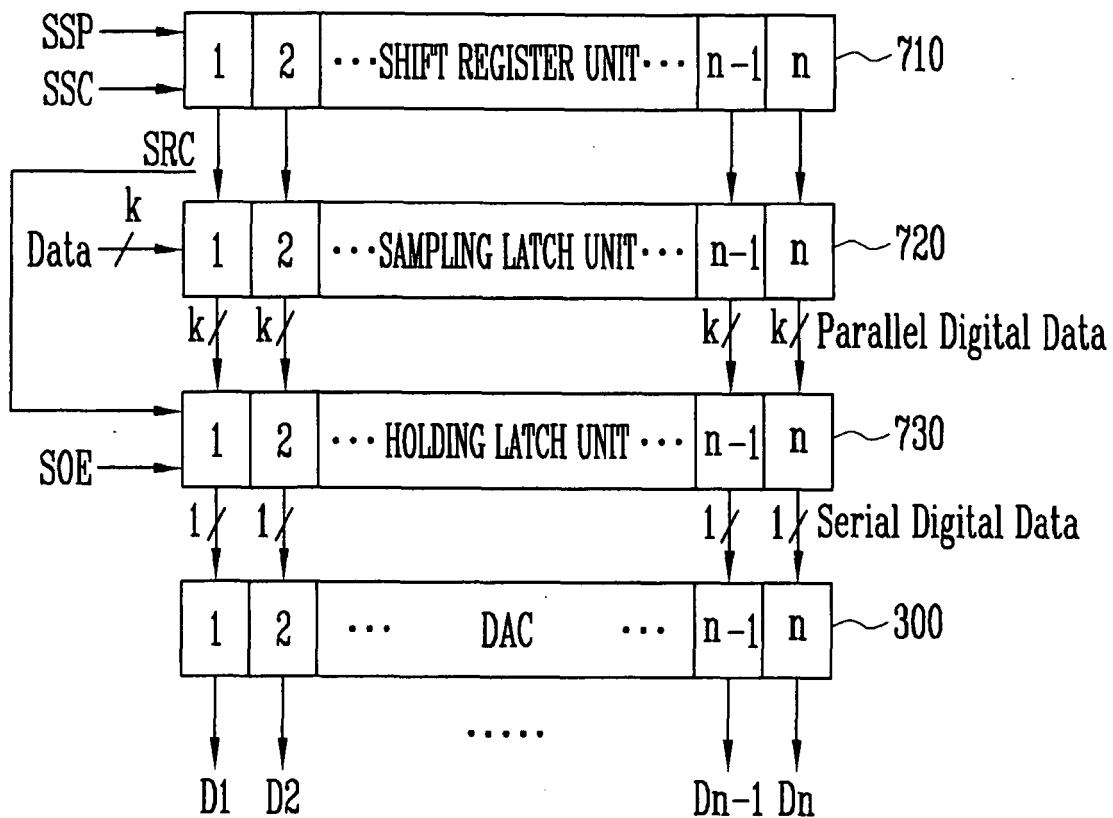 SSP
SSC
1 2 ···SHIFT REGISTER UNIT··· n-1 n 710
SRC
k
Data
1 2 ···SAMPLING LATCH UNIT··· n-1 n 720
k k k k Parallel Digital Data
1 2 ··· HOLDING LATCH UNIT ··· n-1 n 730
SOE
1 1 1 1 Serial Digital Data
1 2 ··· DAC ··· n-1 n 300
·····
D1 D2 Dn-1 Dn